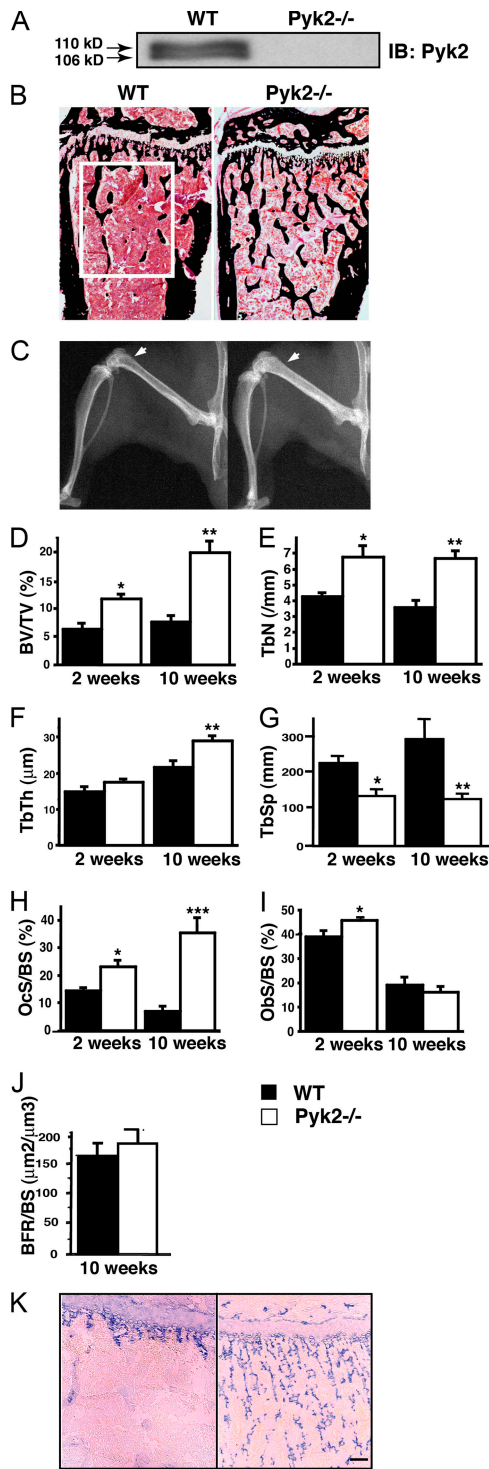 A
WT Pyk2-/-
110 kD
106 kD
IB: Pyk2
B
WT Pyk2-/-
C
D
BV/TV (%)
20
15
10
5
0
* **
2 weeks 10 weeks
E
TbN (/mm)
7
6
5
4
3
2
1
0
* **
2 weeks 10 weeks
F
TbTh (μm)
30
20
10
0
**
2 weeks 10 weeks
G
TbSp (mm)
300
200
100
0
* **
2 weeks 10 weeks
H
OcS/BS (%)
40
30
20
10
0
* ***
2 weeks 10 weeks
I
ObS/BS (%)
50
40
30
20
10
0
*
2 weeks 10 weeks
J
BFR/BS (μm2/μm3)
200
150
100
50
0
10 weeks
WT
Pyk2-/-
K